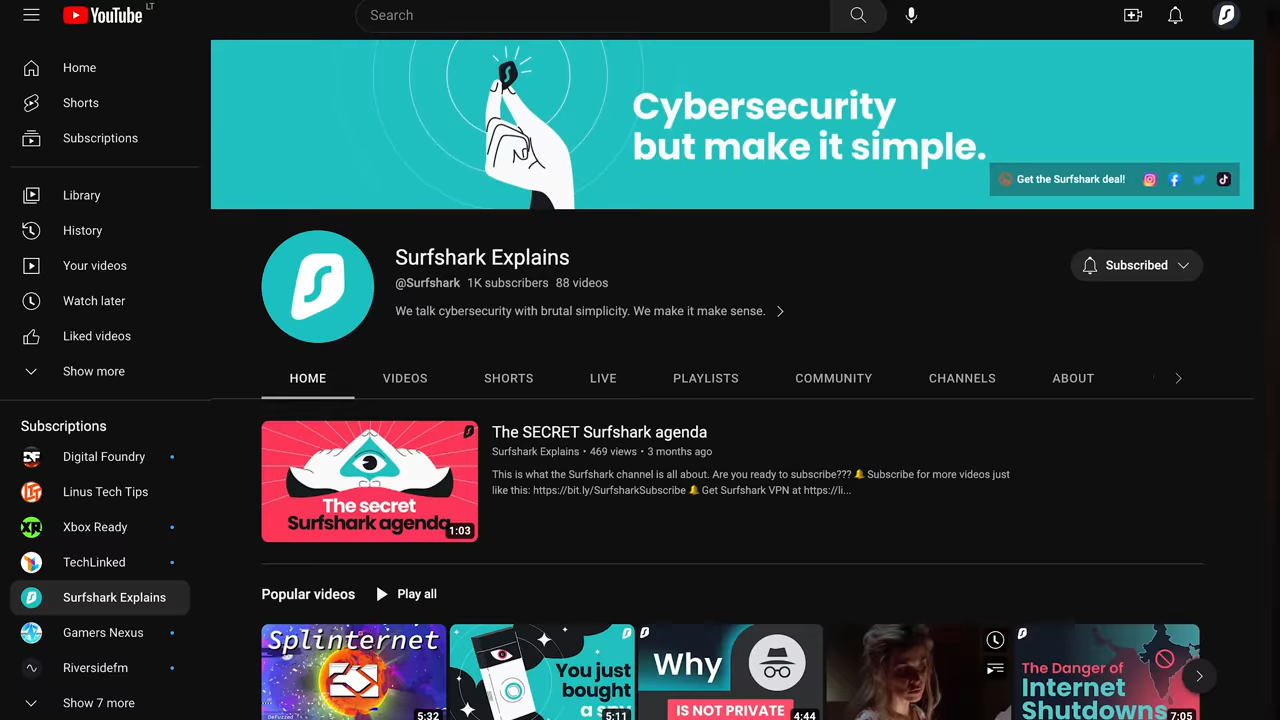 YouTube LT
Search
Home
Shorts
Subscriptions
Library
History
Your videos
Watch later
Liked videos
Show more
Subscriptions
Digital Foundry
Linus Tech Tips
Xbox Ready
TechLinked
Surfshark Explains
Gamers Nexus
Riversidefm
Show 7 more
Cybersecurity
but make it simple.
Get the Surfshark deal!
Surfshark Explains
@Surfshark 1K subscribers 88 videos
We talk cybersecurity with brutal simplicity. We make it make sense.
Subscribed
HOME VIDEOS SHORTS LIVE PLAYLISTS COMMUNITY CHANNELS ABOUT
The secret
Surfshark agenda
1:03
The SECRET Surfshark agenda
Surfshark Explains • 469 views • 3 months ago
This is what the Surfshark channel is all about. Are you ready to subscribe??? 🔔 Subscribe for more videos just
like this: https://bit.ly/SurfsharkSubscribe 🔔 Get Surfshark VPN at https://li...
Popular videos Play all
Splinternet
DeFuzzed
5:32
You just
bought
a spy
5:11
Why
IS NOT PRIVATE
4:44
The Danger of
Internet
Shutdowns
7:05